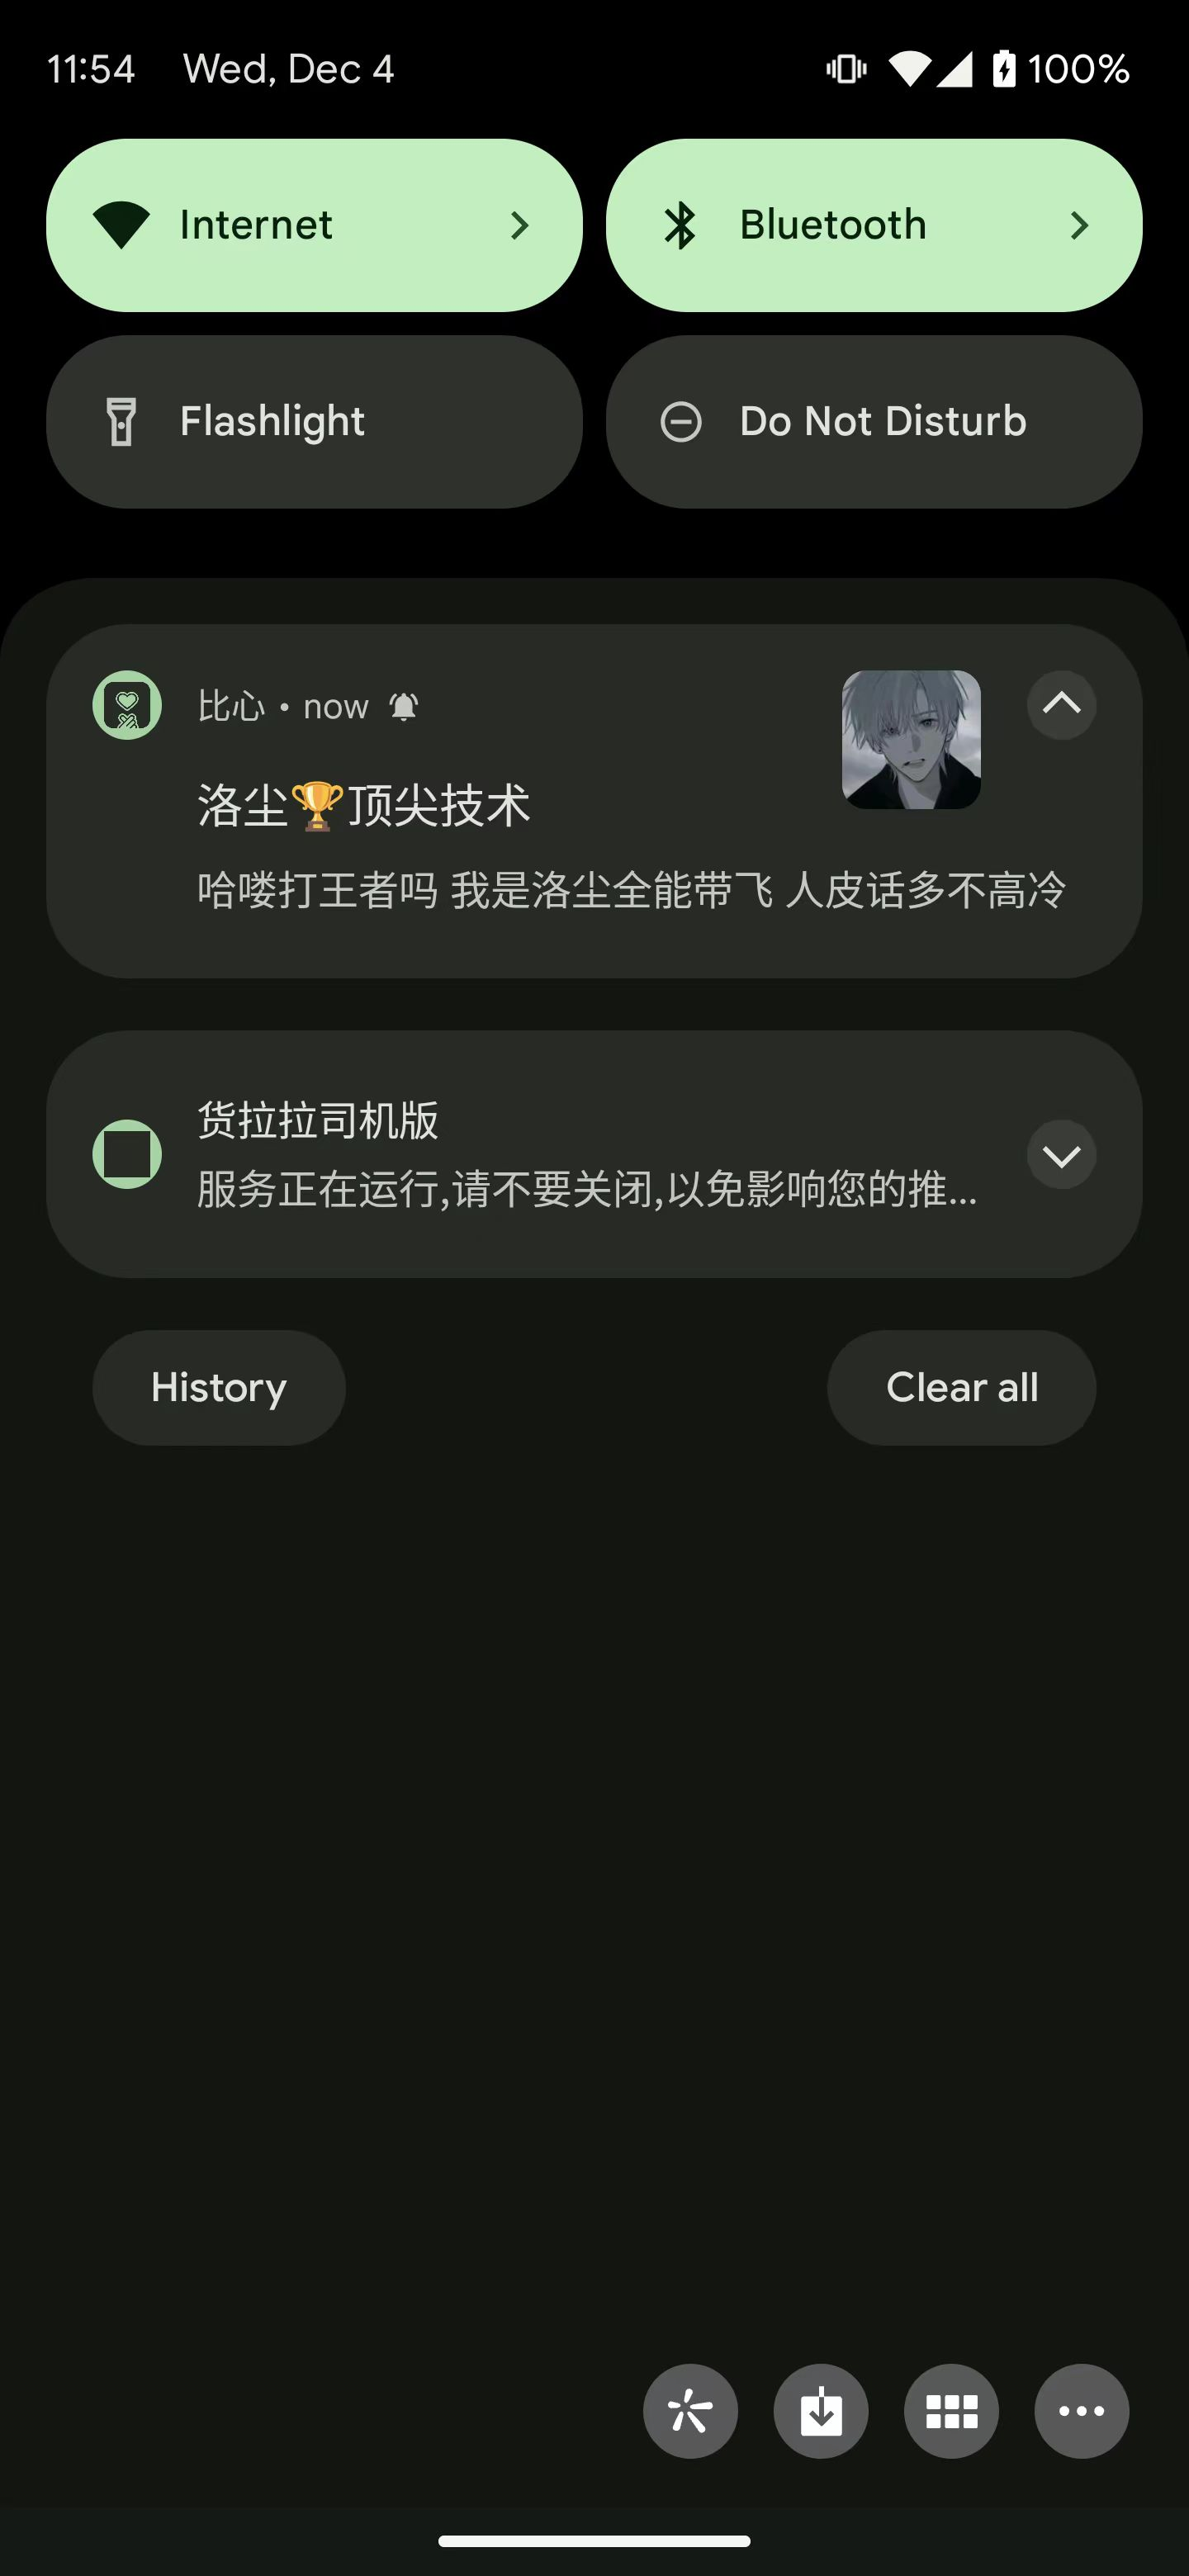 11:54 Wed, Dec 4 100%
Internet Bluetooth
Flashlight Do Not Disturb
比心 • now
洛尘🏆顶尖技术
哈喽打王者吗 我是洛尘全能带飞 人皮话多不高冷
货拉拉司机版
服务正在运行,请不要关闭,以免影响您的推...
History Clear all